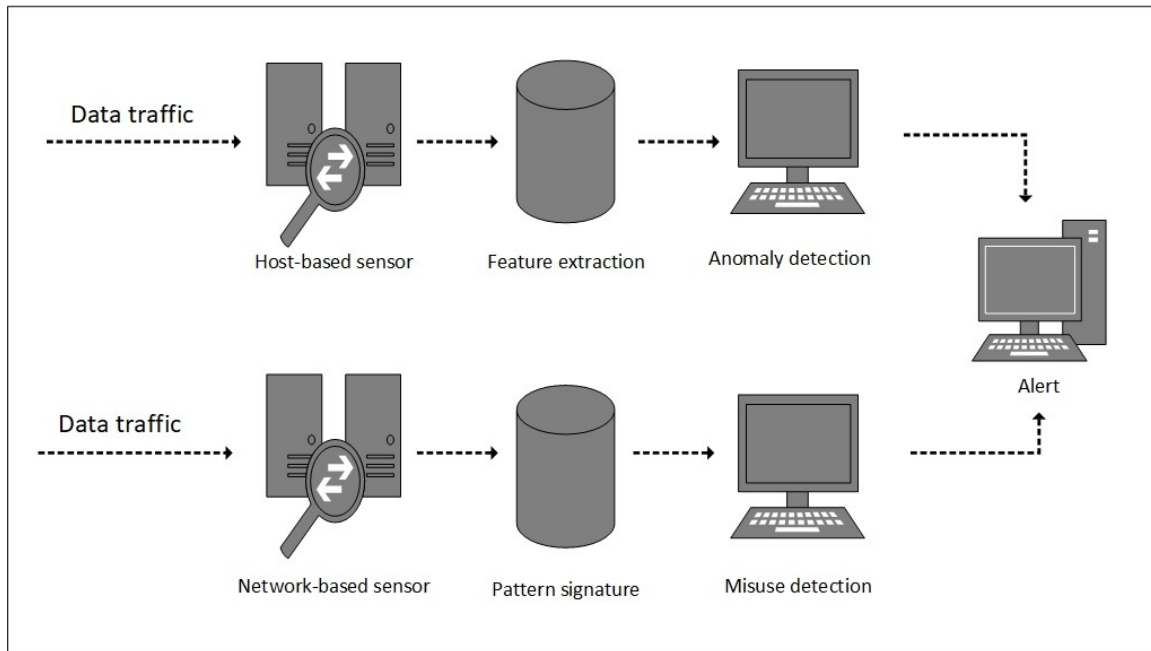 Data traffic
Host-based sensor
Feature extraction
Anomaly detection
Alert
Data traffic
Network-based sensor
Pattern signature
Misuse detection